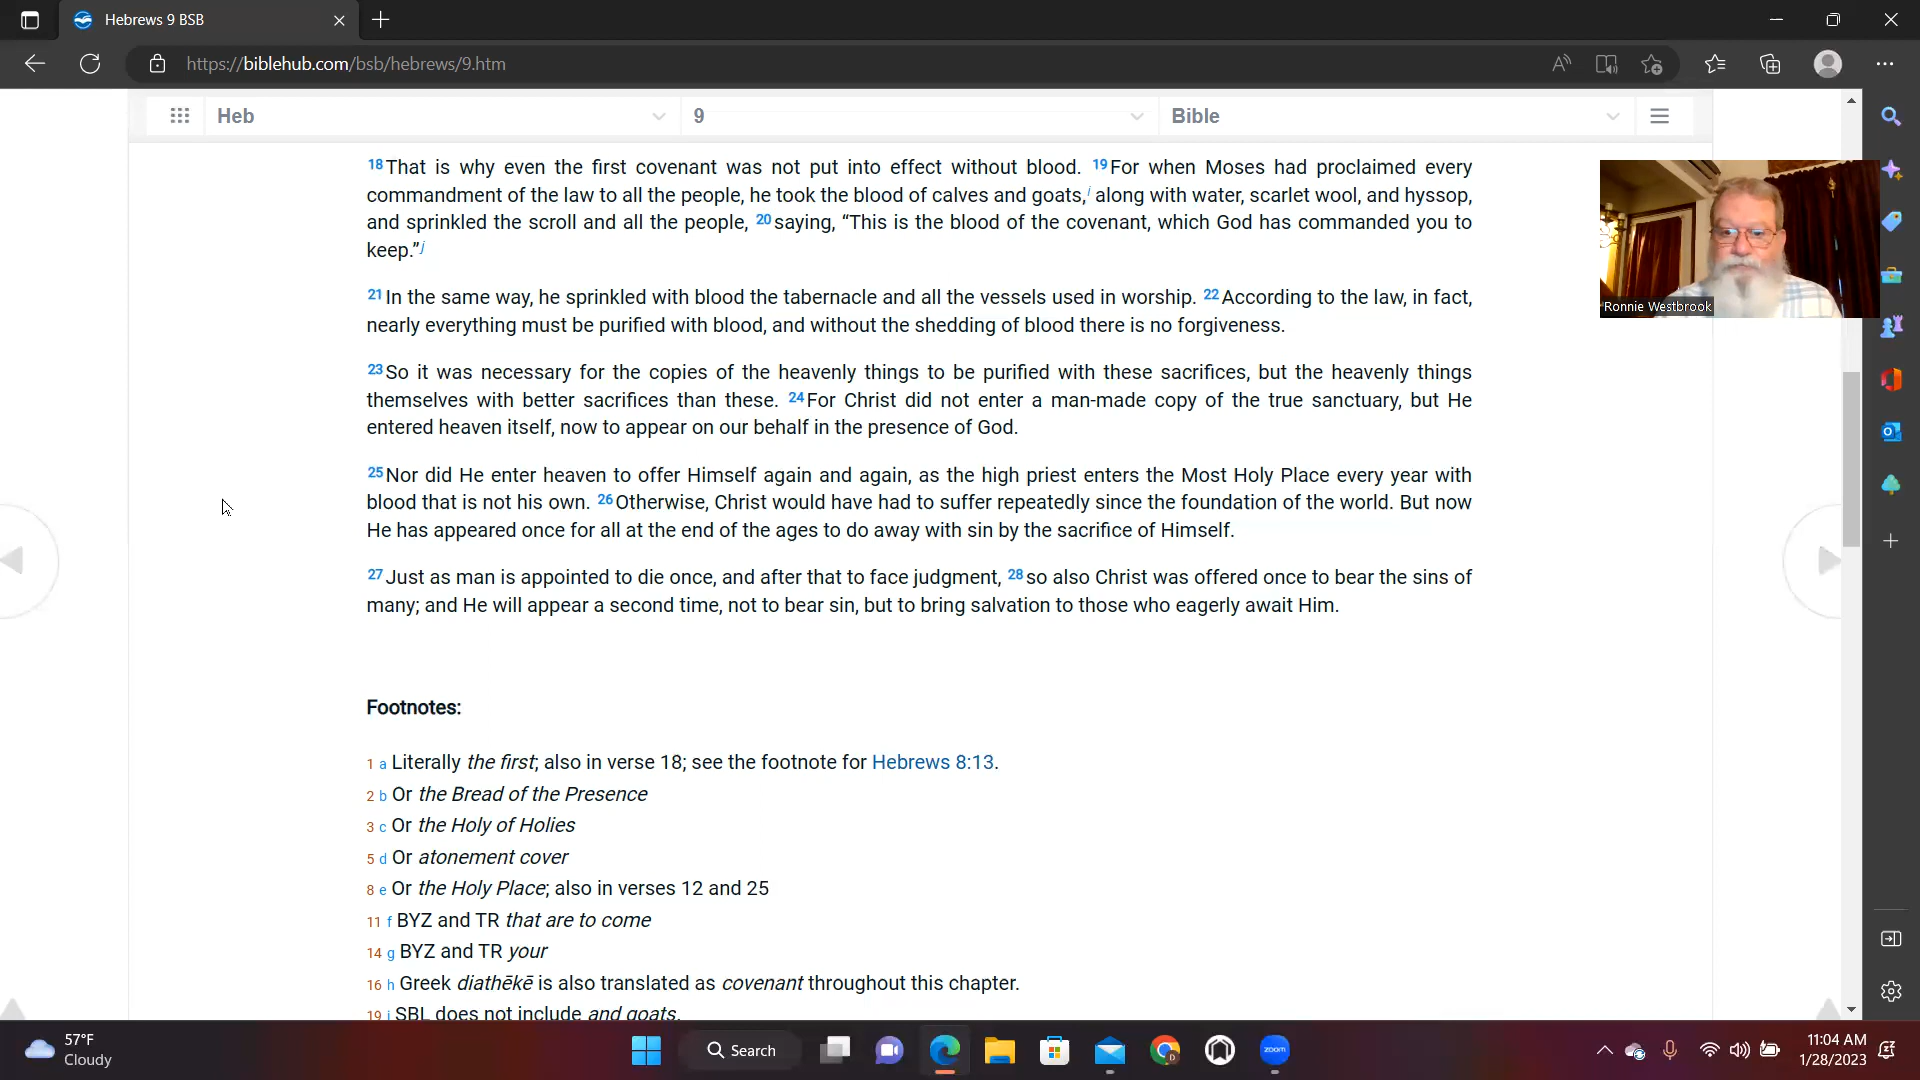 Hebrews 9 BSB
https://biblehub.com/bsb/hebrews/9.htm
Heb
9
Bible
18 That is why even the first covenant was not put into effect without blood. 19 For when Moses had proclaimed every
commandment of the law to all the people, he took the blood of calves and goats, i along with water, scarlet wool, and hyssop,
and sprinkled the scroll and all the people, 20 saying, “This is the blood of the covenant, which God has commanded you to
keep.” j
21 In the same way, he sprinkled with blood the tabernacle and all the vessels used in worship. 22 According to the law, in fact,
nearly everything must be purified with blood, and without the shedding of blood there is no forgiveness.
23 So it was necessary for the copies of the heavenly things to be purified with these sacrifices, but the heavenly things
themselves with better sacrifices than these. 24 For Christ did not enter a man-made copy of the true sanctuary, but He
entered heaven itself, now to appear on our behalf in the presence of God.
25 Nor did He enter heaven to offer Himself again and again, as the high priest enters the Most Holy Place every year with
blood that is not his own. 26 Otherwise, Christ would have had to suffer repeatedly since the foundation of the world. But now
He has appeared once for all at the end of the ages to do away with sin by the sacrifice of Himself.
27 Just as man is appointed to die once, and after that to face judgment, 28 so also Christ was offered once to bear the sins of
many; and He will appear a second time, not to bear sin, but to bring salvation to those who eagerly await Him.
Ronnie Westbrook
Footnotes:
1 a Literally the first; also in verse 18; see the footnote for Hebrews 8:13.
2 b Or the Bread of the Presence
3 c Or the Holy of Holies
5 d Or atonement cover
8 e Or the Holy Place; also in verses 12 and 25
11 f BYZ and TR that are to come
14 g BYZ and TR your
16 h Greek diathēkē is also translated as covenant throughout this chapter.
19 i SBL does not include and goats.
57°F
Cloudy
Search
zoom
11:04 AM
1/28/2023